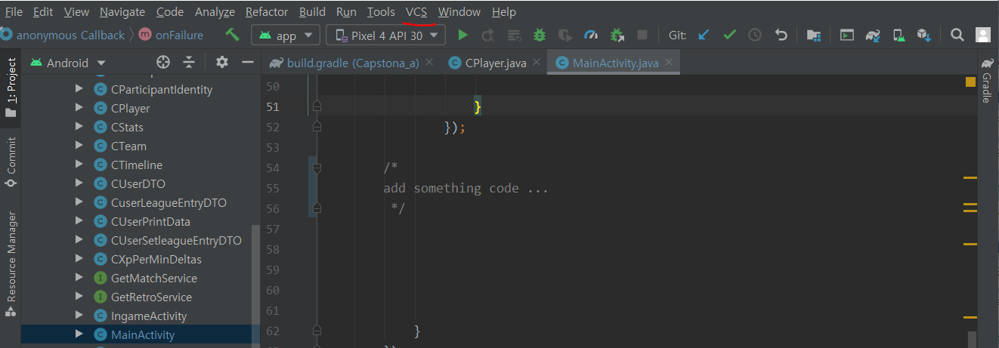 File Edit View Navigate Code Analyze Refactor Build Run Tools VCS Window Help
anonymous Callback onFailure app Pixel 4 API 30 Git:
Android build.gradle (Capstona_a) CPlayer.java MainActivity.java
1: Project
Commit
Resource Manager
CParticipantIdentity
CPlayer
CStats
CTeam
CTimeline
CUserDTO
CuserLeagueEntryDTO
CUserPrintData
CUserSetleagueEntryDTO
CXpPerMinDeltas
GetMatchService
GetRetroService
IngameActivity
MainActivity
50
51 }
52 });
53
54 /*
55 add something code ...
56 */
57
58
59
60
61
62 }
Gradle